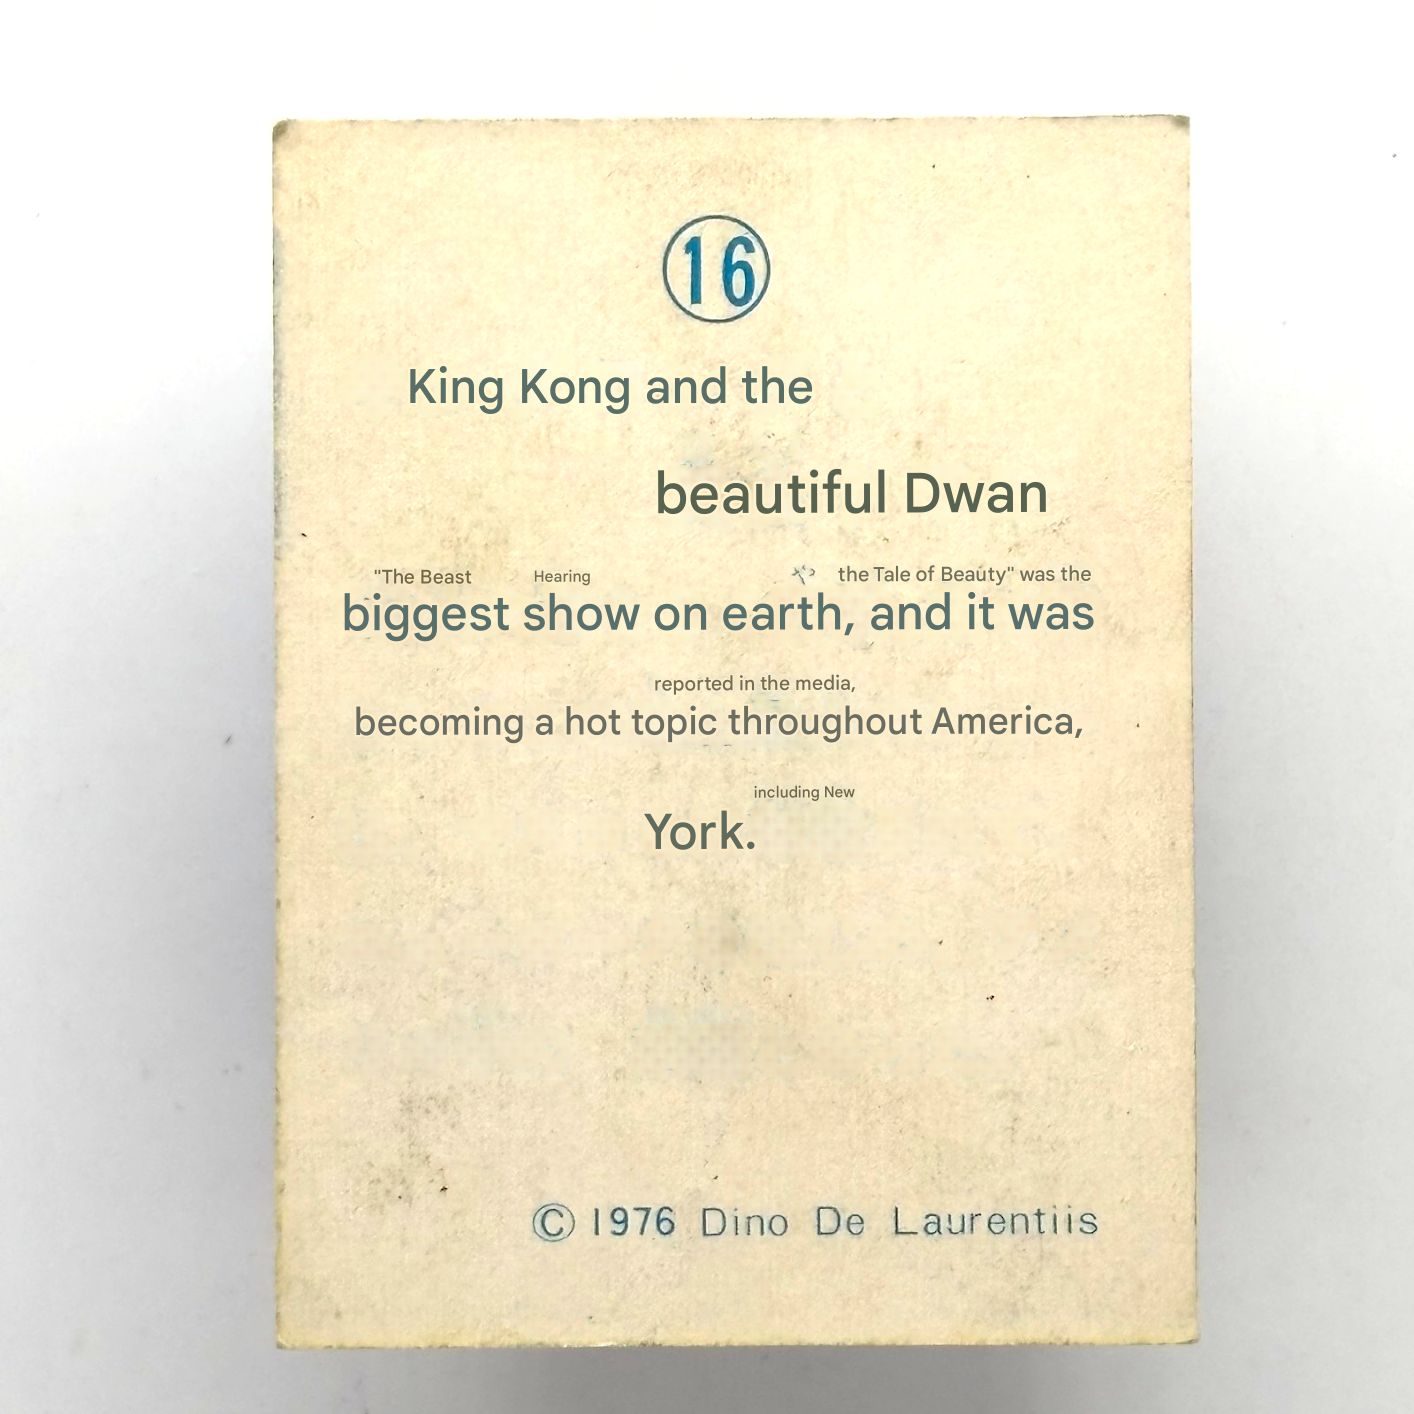 16
King Kong and the
beautiful Dwan
"The Beast Hearing the Tale of Beauty" was the
biggest show on earth, and it was
reported in the media,
becoming a hot topic throughout America,
including New
York.
© 1976 Dino De Laurentiis